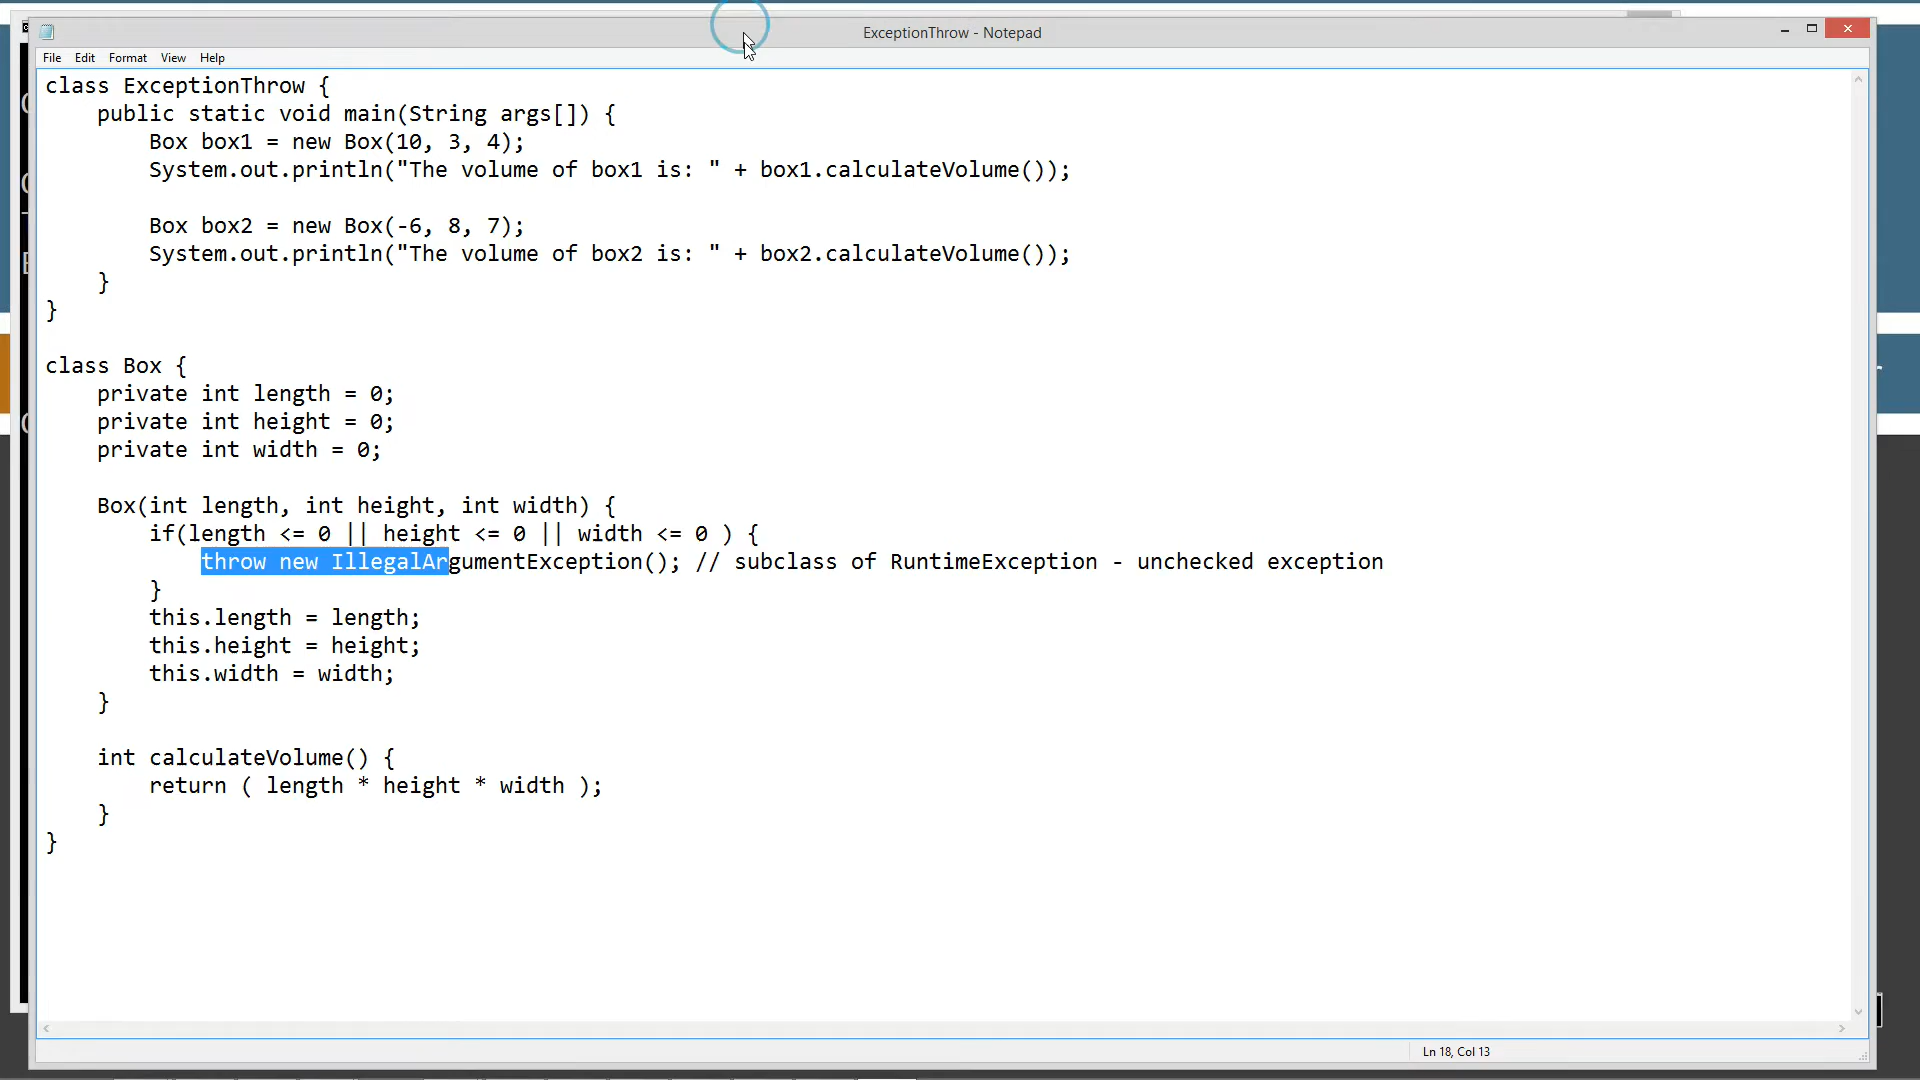 ExceptionThrow - Notepad
File Edit Format View Help
class ExceptionThrow {
    public static void main(String args[]) {
        Box box1 = new Box(10, 3, 4);
        System.out.println("The volume of box1 is: " + box1.calculateVolume());

        Box box2 = new Box(-6, 8, 7);
        System.out.println("The volume of box2 is: " + box2.calculateVolume());
    }
}

class Box {
    private int length = 0;
    private int height = 0;
    private int width = 0;

    Box(int length, int height, int width) {
        if(length <= 0 || height <= 0 || width <= 0 ) {
            throw new IllegalArgumentException(); // subclass of RuntimeException - unchecked exception
        }
        this.length = length;
        this.height = height;
        this.width = width;
    }

    int calculateVolume() {
        return ( length * height * width );
    }
}
Ln 18, Col 13